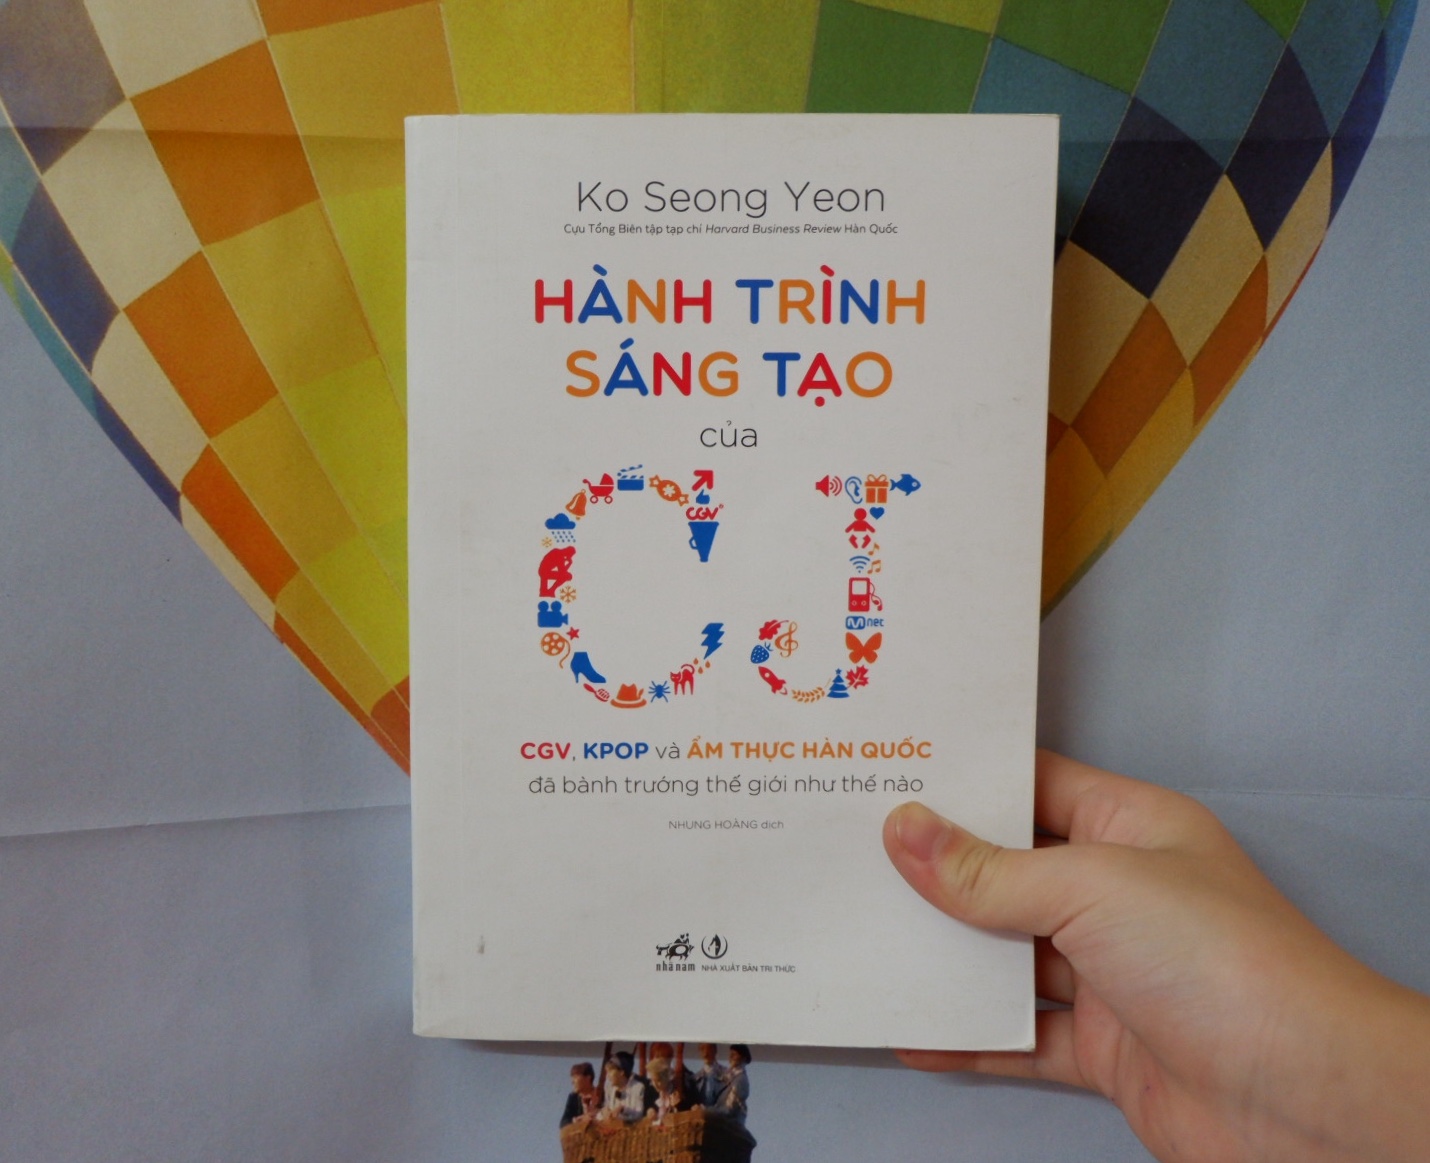 Ko Seong Yeon
Cựu Tổng Biên tập tạp chí Harvard Business Review Hàn Quốc
HÀNH TRÌNH
SÁNG TẠO
của
CJ
CGV
Mnet
CGV, KPOP và ẨM THỰC HÀN QUỐC
đã bành trướng thế giới như thế nào
NHUNG HOÀNG dịch
nhã nam NHÀ XUẤT BẢN TRI THỨC